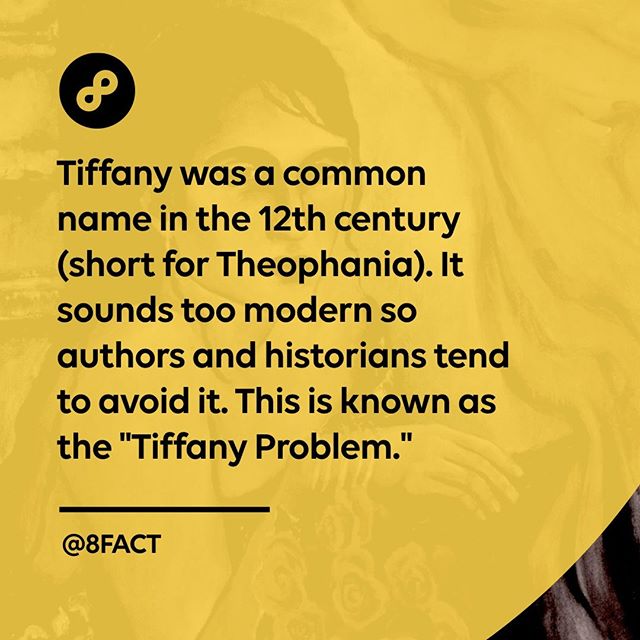 Tiffany was a common
name in the 12th century
(short for Theophania). It
sounds too modern so
authors and historians tend
to avoid it. This is known as
the "Tiffany Problem."
@8FACT